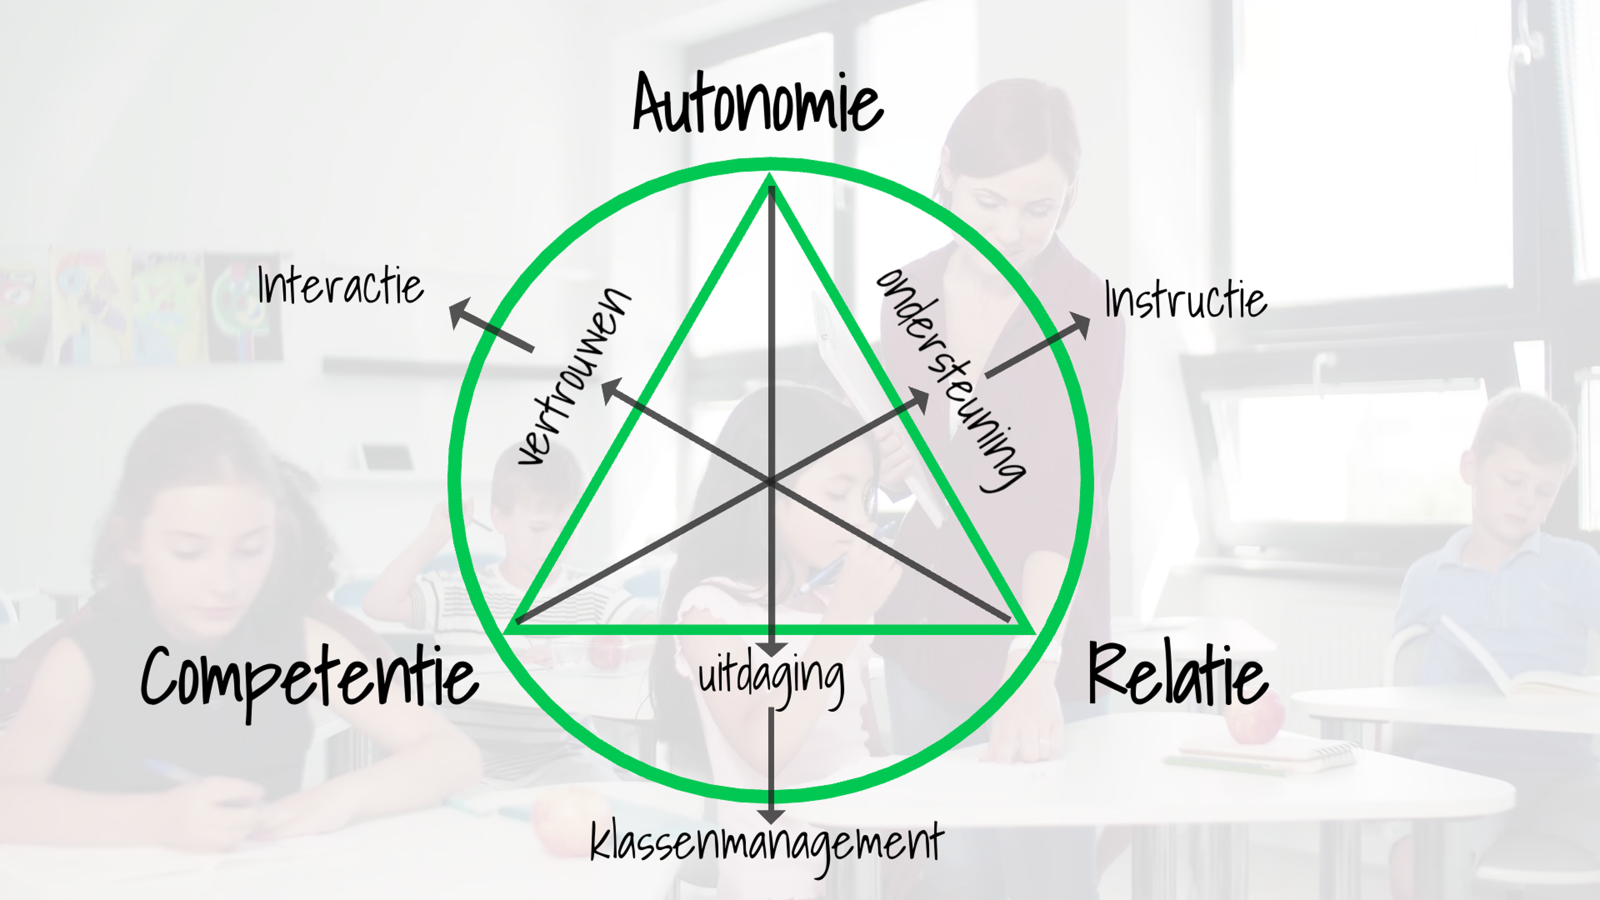 Autonomie
Interactie
Instructie
vertrouwen
ondersteuning
Competentie
uitdaging
Relatie
klassenmanagement